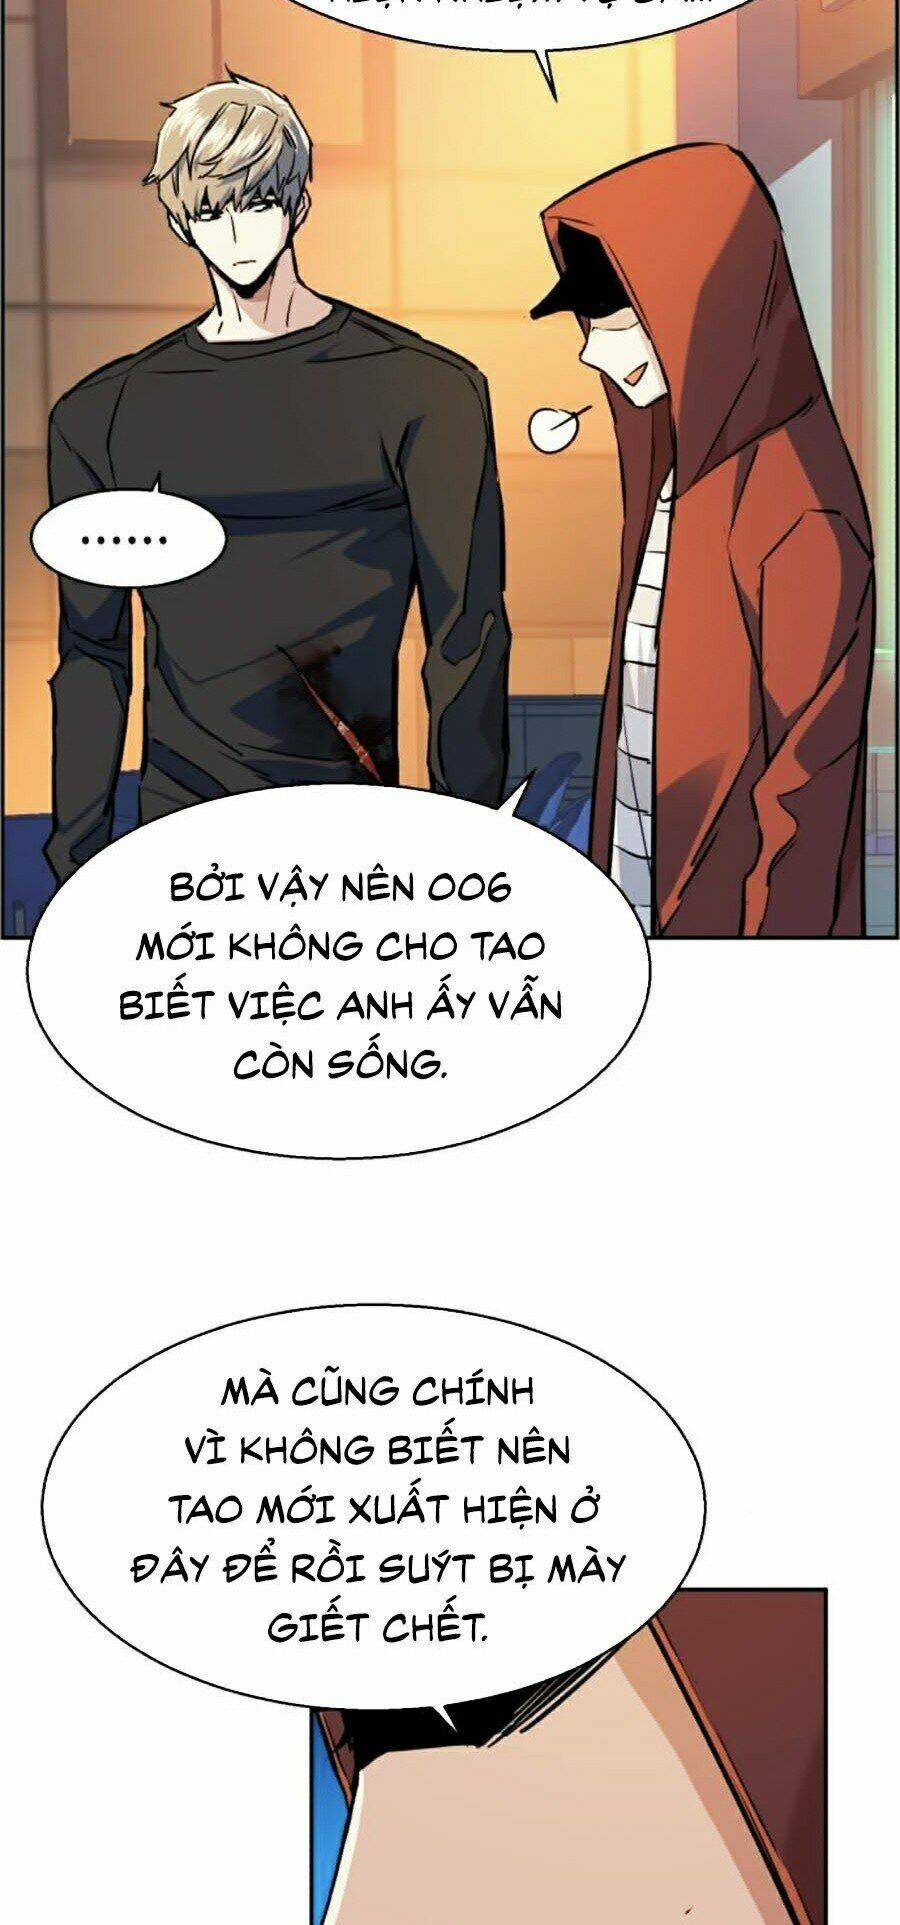 ......
BỞI VẬY NÊN 006
MỚI KHÔNG CHO TAO
BIẾT VIỆC ANH ẤY VẪN
CÒN SỐNG.
MÀ CŨNG CHÍNH
VÌ KHÔNG BIẾT NÊN
TAO MỚI XUẤT HIỆN Ở
ĐÂY ĐỂ RỒI SUÝT BỊ MÀY
GIẾT CHẾT.